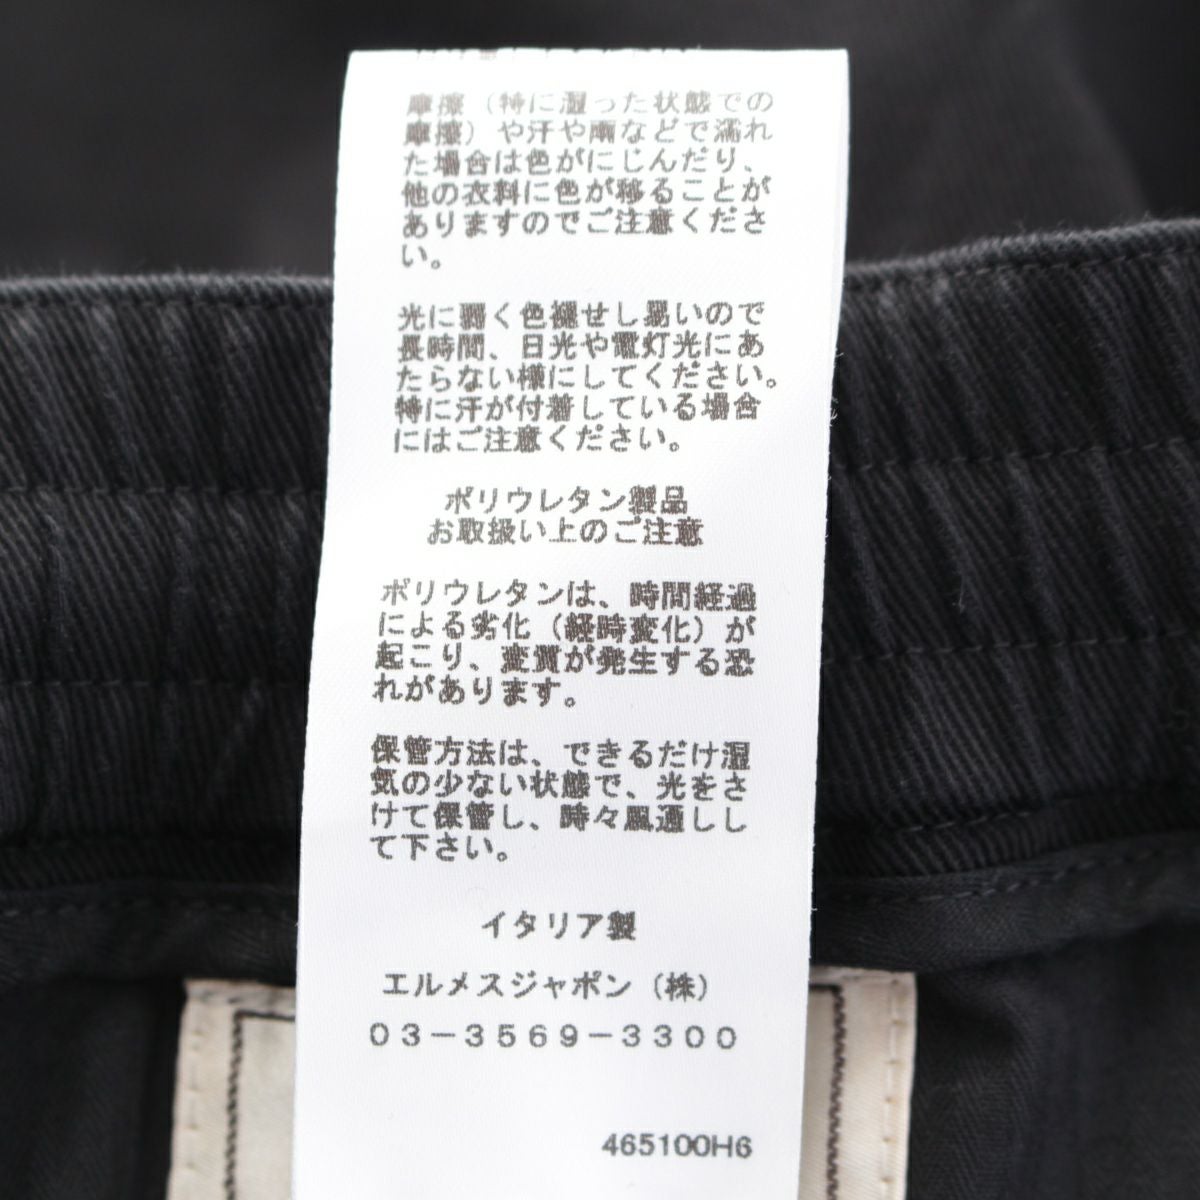 摩擦（特に湿った状態での
摩擦）や汗や雨などで濡れ
た場合は色がにじんだり、
他の衣料に色が移ることが
ありますのでご注意くださ
い。
光に弱く色褪せし易いので
長時間、日光や電灯光にあ
たらない様にしてください。
特に汗が付着している場合
にはご注意ください。
ポリウレタン製品
お取扱い上のご注意
ポリウレタンは、時間経過
による劣化（経時変化）が
起こり、変質が発生する恐
れがあります。
保管方法は、できるだけ湿
気の少ない状態で、光をさ
けて保管し、時々風通しし
て下さい。
イタリア製
エルメスジャポン（株）
03－3569－3300
465100H6